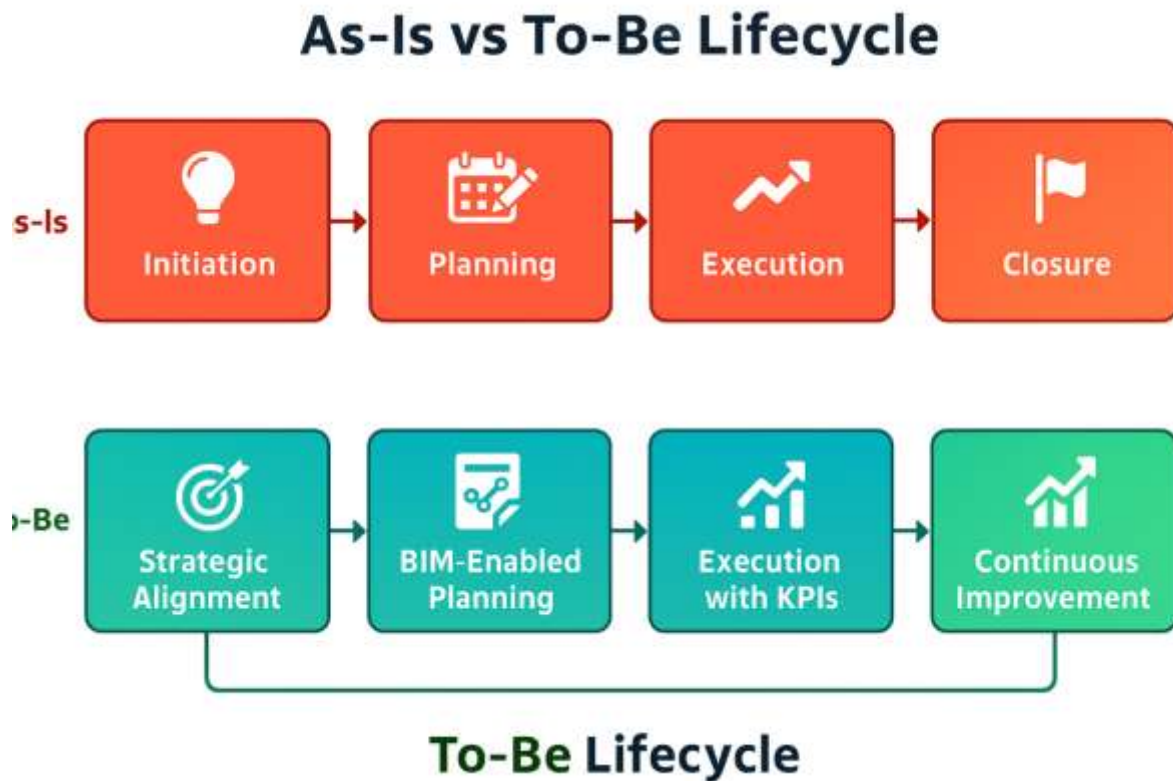 As-Is vs To-Be Lifecycle
s-Is
Initiation
Planning
Execution
Closure
o-Be
Strategic
Alignment
BIM-Enabled
Planning
Execution
with KPIs
Continuous
Improvement
To-Be Lifecycle